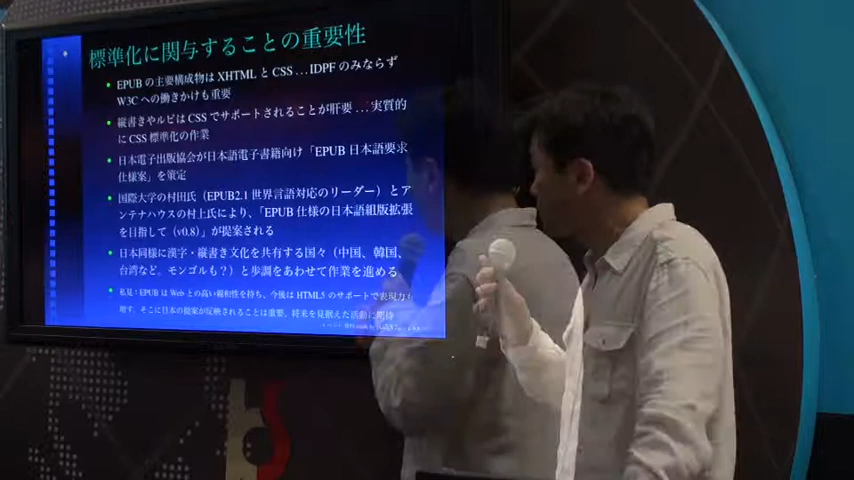 標準化に関与することの重要性
EPUB の主要構成物は XHTML と CSS…IDPF のみならず
W3C への働きかけも重要
縦書きやルビは CSS でサポートされることが肝要…実質的
に CSS 標準化の作業
日本電子出版協会が日本語電子書籍向け「EPUB 日本語要求
仕様案」を策定
国際大学の村田氏（EPUB2.1 世界言語対応のリーダー）とア
ンテナハウスの村上氏により、「EPUB 仕様の日本語組版拡張
を目指して（v0.8）」が提案される
日本同様に漢字・縦書き文化を共有する国々（中国、韓国、
台湾など。モンゴルも？）と歩調をあわせて作業を進める
私見：EPUB は Web との高い親和性を持ち、今後は HTML5 のサポートで表現力も
増す。そこに日本の提案が反映されることは重要。将来を見据えた活動に期待